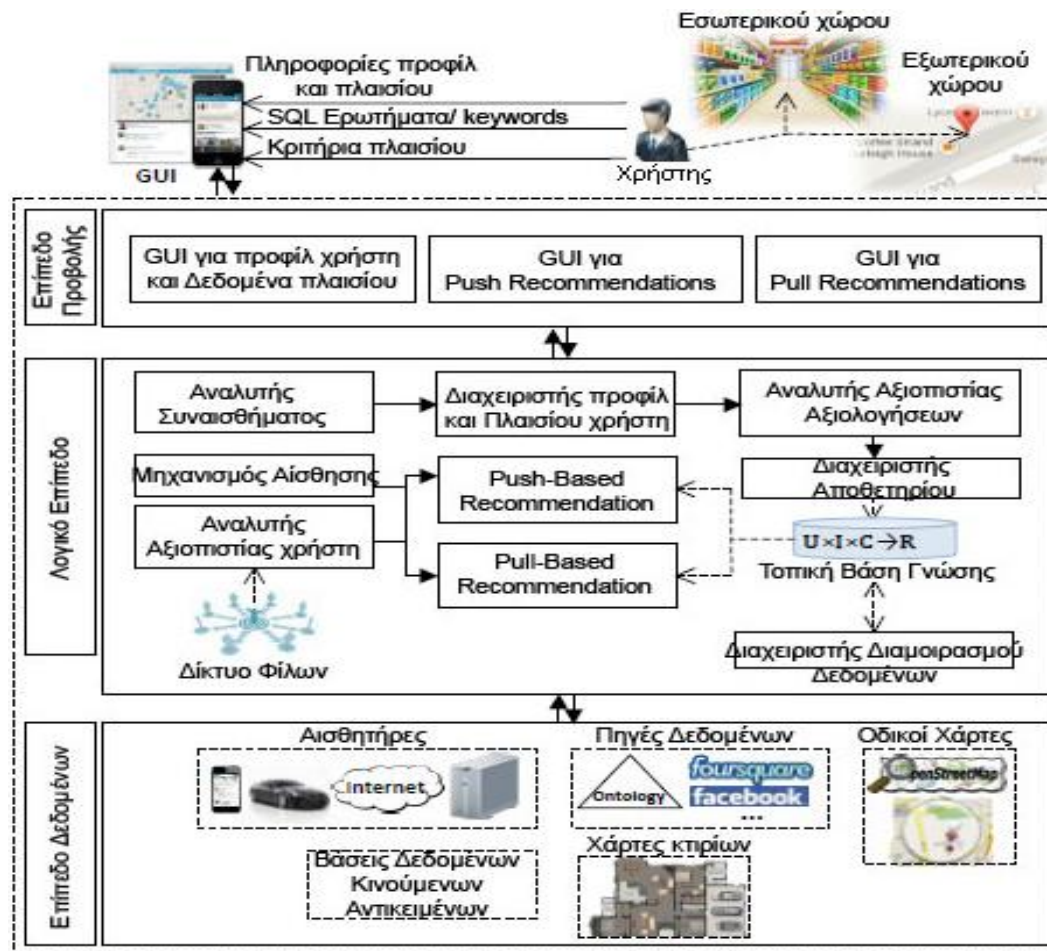 Εσωτερικού χώρου
Εξωτερικού
χώρου
Πληροφορίες προφίλ
και πλαισίου
SQL Ερωτήματα/ keywords
Κριτήρια πλαισίου
GUI
Χρήστης
Επίπεδο
Προβολής
GUI για προφίλ χρήστη
και Δεδομένα πλαισίου
GUI για
Push Recommendations
GUI για
Pull Recommendations
Λογικό Επίπεδο
Αναλυτής
Συναισθήματος
Διαχειριστής προφίλ
και Πλαισίου χρήστη
Αναλυτής Αξιοπιστίας
Αξιολογήσεων
Μηχανισμός Αίσθησης
Push-Based
Recommendation
Διαχειριστής
Αποθετηρίου
Αναλυτής
Αξιοπιστίας χρήστη
Pull-Based
Recommendation
U×I×C→R
Τοπική Βάση Γνώσης
Δίκτυο Φίλων
Διαχειριστής Διαμοιρασμού
Δεδομένων
Επίπεδο Δεδομένων
Αισθητήρες
Internet
Πηγές Δεδομένων
Ontology
foursquare
facebook
...
Οδικοί Χάρτες
OpenStreetMap
Βάσεις Δεδομένων
Κινούμενων
Αντικειμένων
Χάρτες κτιρίων